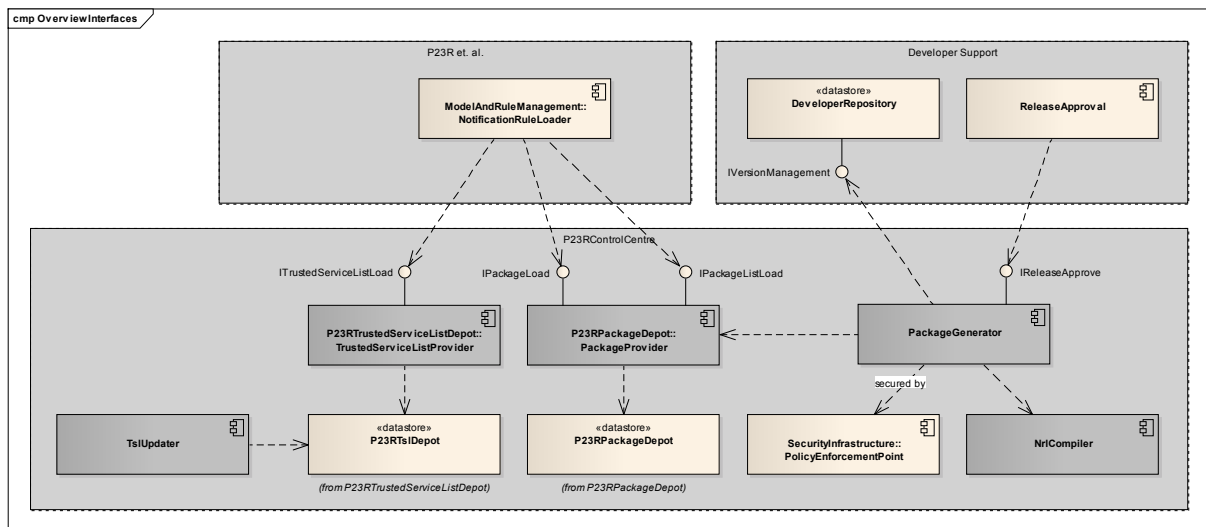 cmp OverviewInterfaces
P23R et. al.
Developer Support
ModelAndRuleManagement::
NotificationRuleLoader
«datastore»
DeveloperRepository
ReleaseApproval
IVersionManagement
P23RControlCentre
ITrustedServiceListLoad
IPackageLoad
IPackageListLoad
IReleaseApprove
P23RTrustedServiceListDepot::
TrustedServiceListProvider
P23RPackageDepot::
PackageProvider
PackageGenerator
secured by
TslUpdater
«datastore»
P23RTslDepot
«datastore»
P23RPackageDepot
SecurityInfrastructure::
PolicyEnforcementPoint
NrlCompiler
(from P23RTrustedServiceListDepot)
(from P23RPackageDepot)